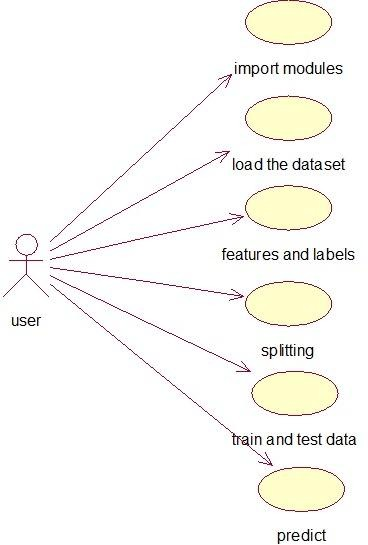 import modules
load the dataset
features and labels
user
splitting
train and test data
predict